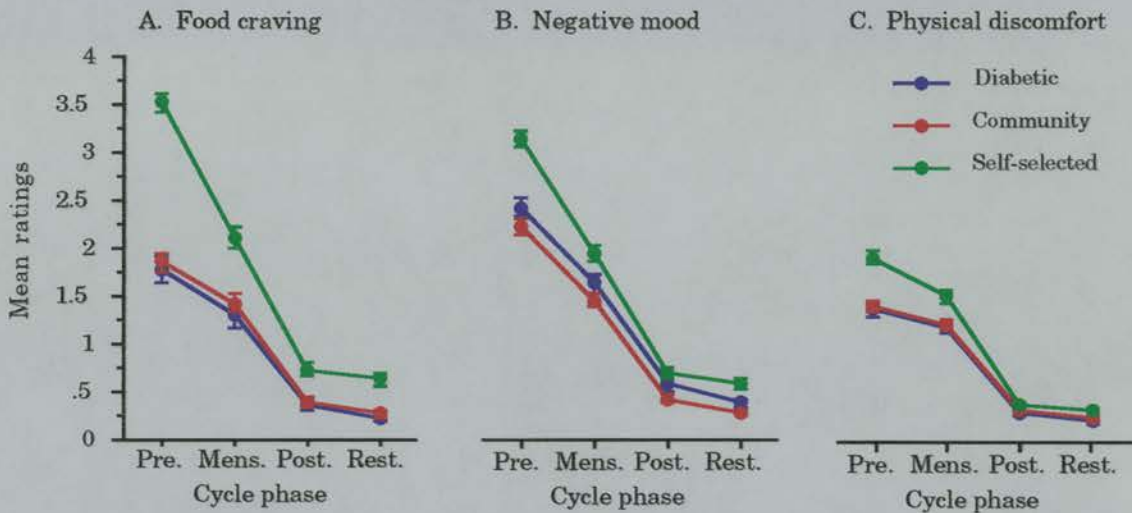 A. Food craving
B. Negative mood
C. Physical discomfort
Diabetic
Community
Self-selected
Mean ratings
4
3.5
3
2.5
2
1.5
1
.5
0
Pre. Mens. Post. Rest.
Cycle phase
Pre. Mens. Post. Rest.
Cycle phase
Pre. Mens. Post. Rest.
Cycle phase